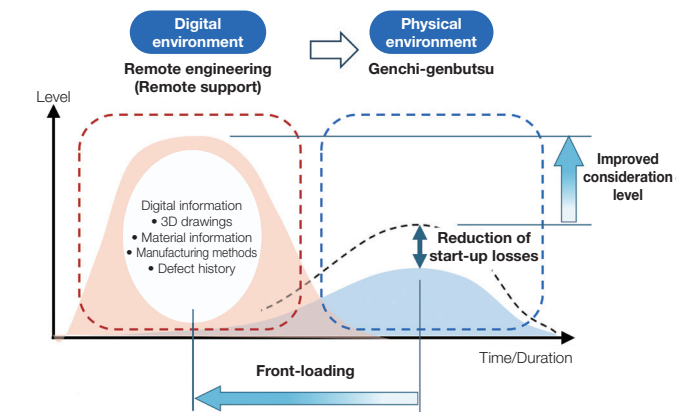 Digital
environment
Physical
environment
Remote engineering
(Remote support)
Genchi-genbutsu
Level
Improved
consideration
level
Digital information
• 3D drawings
• Material information
• Manufacturing methods
• Defect history
Reduction of
start-up losses
Time/Duration
Front-loading